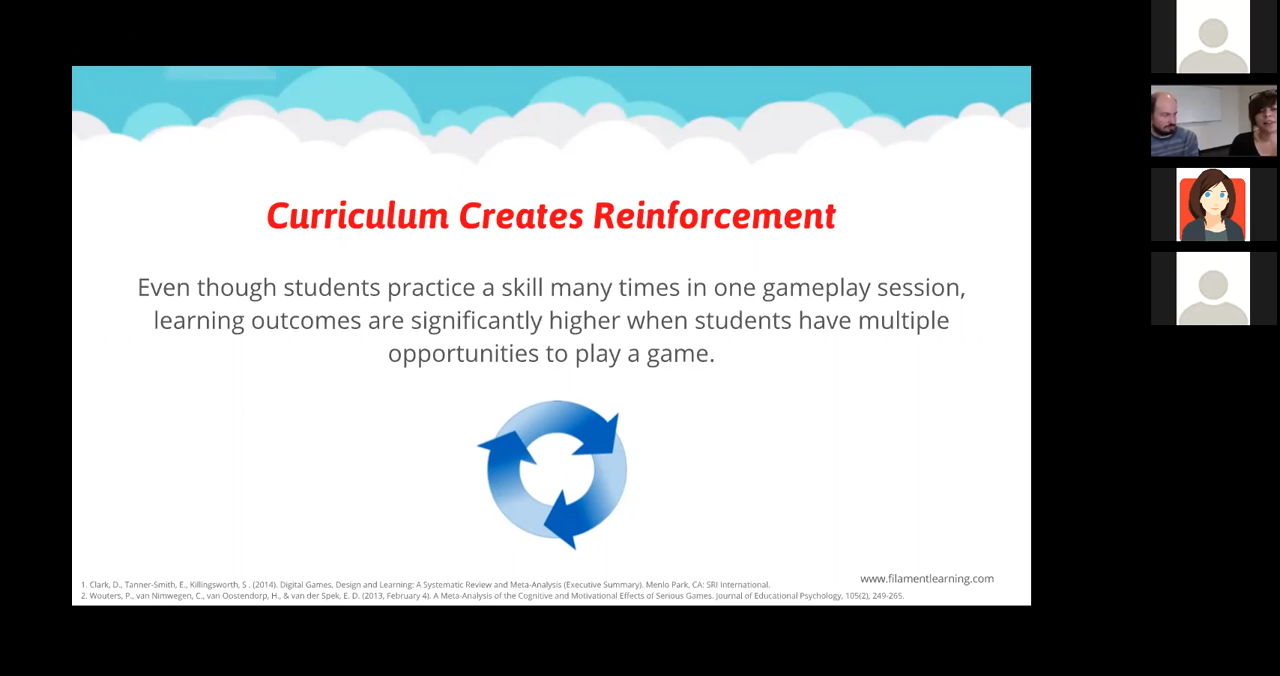 Curriculum Creates Reinforcement
Even though students practice a skill many times in one gameplay session,
learning outcomes are significantly higher when students have multiple
opportunities to play a game.
www.filamentlearning.com
1. Clark, D., Tanner-Smith, E., Killingsworth, S . (2014). Digital Games, Design and Learning: A Systematic Review and Meta-Analysis (Executive Summary). Menlo Park, CA: SRI International.
2. Wouters, P., van Nimwegen, C., van Oostendorp, H., & van der Spek, E. D. (2013, February 4). A Meta-Analysis of the Cognitive and Motivational Effects of Serious Games. Journal of Educational Psychology, 105(2), 249-265.